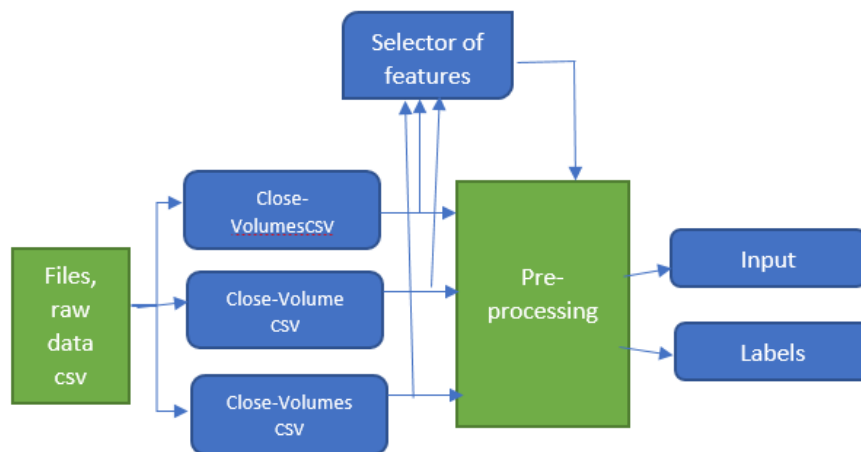 Selector of
features
Close-
VolumesCSV
Files,
raw
data
csv
Close-Volume
CSV
Close-Volumes
CSV
Pre-
processing
Input
Labels